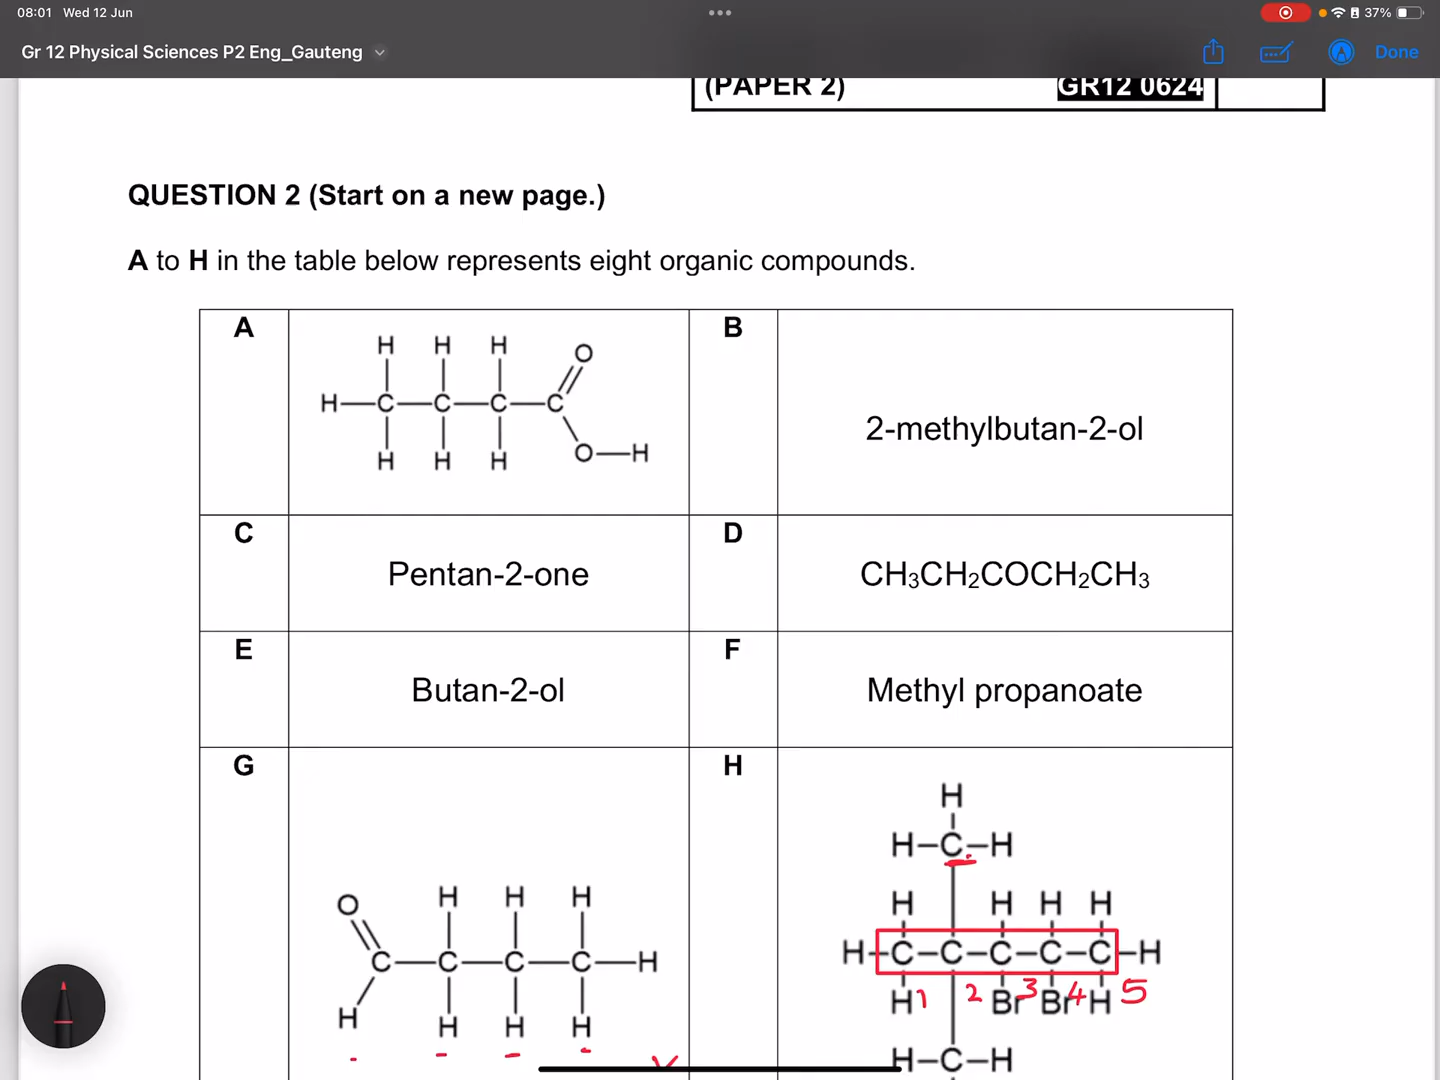 08:01 Wed 12 Jun
37%
Gr 12 Physical Sciences P2 Eng_Gauteng
Done
(PAPER 2) GR12 0624
QUESTION 2 (Start on a new page.)
A to H in the table below represents eight organic compounds.
A B
H H H O
H—C—C—C—C
H H H O—H
2-methylbutan-2-ol
C D
Pentan-2-one CH₃CH₂COCH₂CH₃
E F
Butan-2-ol Methyl propanoate
G H
O H H H
C—C—C—C—H
H H H H
H
H–C–H
H H H H
H–C–C–C–C–C–H
H 1 2 Br 3 Br 4 H 5
H–C–H